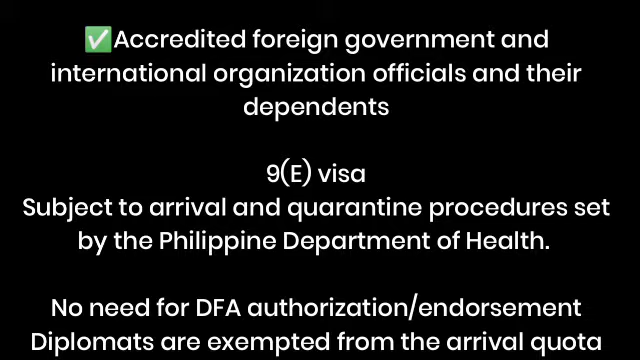 ✅Accredited foreign government and
international organization officials and their
dependents
9(E) visa
Subject to arrival and quarantine procedures set
by the Philippine Department of Health.
No need for DFA authorization/endorsement
Diplomats are exempted from the arrival quota